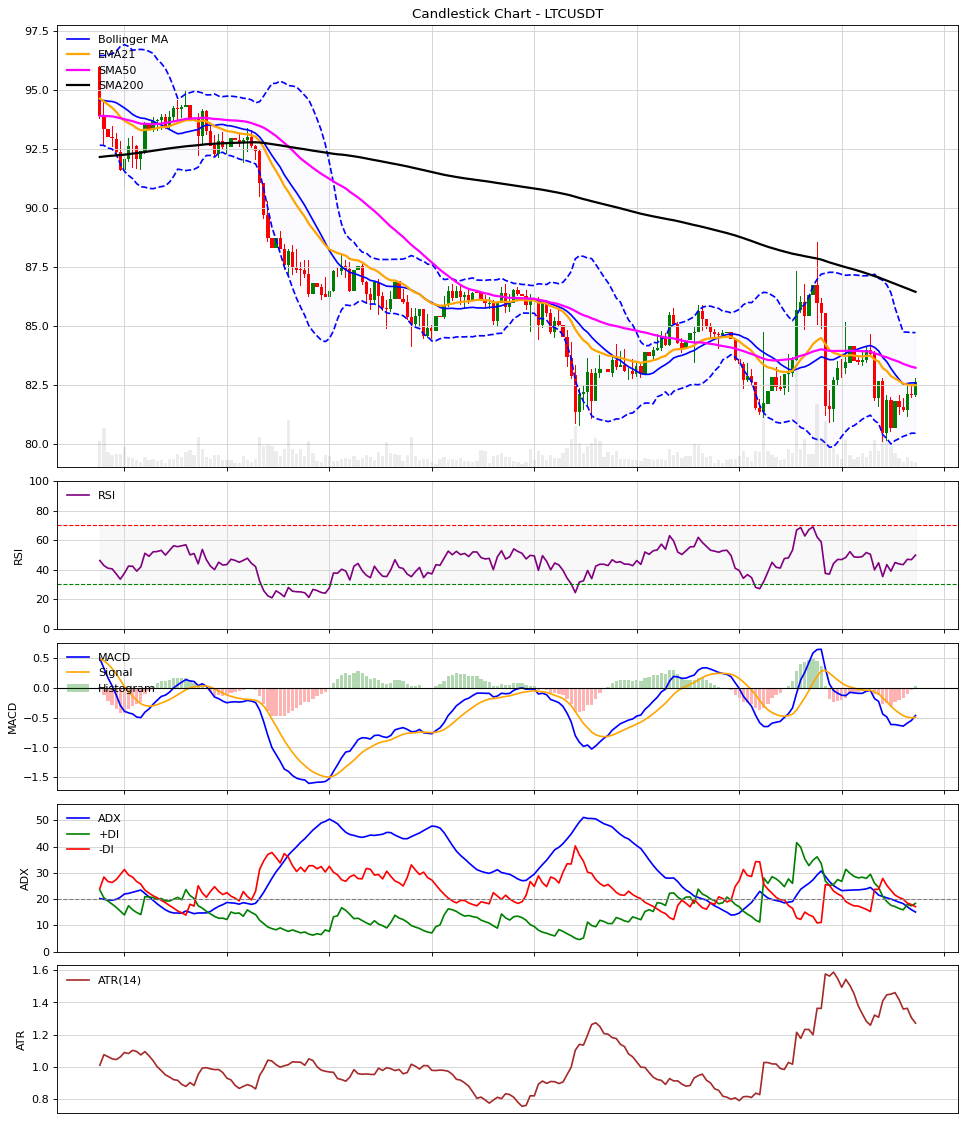 Candlestick Chart - LTCUSDT
97.5
95.0
92.5
90.0
87.5
85.0
82.5
80.0
Bollinger MA
EMA21
SMA50
SMA200
100
80
60
40
20
0
RSI
RSI
0.5
0.0
−0.5
−1.0
−1.5
MACD
MACD
Signal
Histogram
50
40
30
20
10
0
ADX
ADX
+DI
-DI
1.6
1.4
1.2
1.0
0.8
ATR
ATR(14)